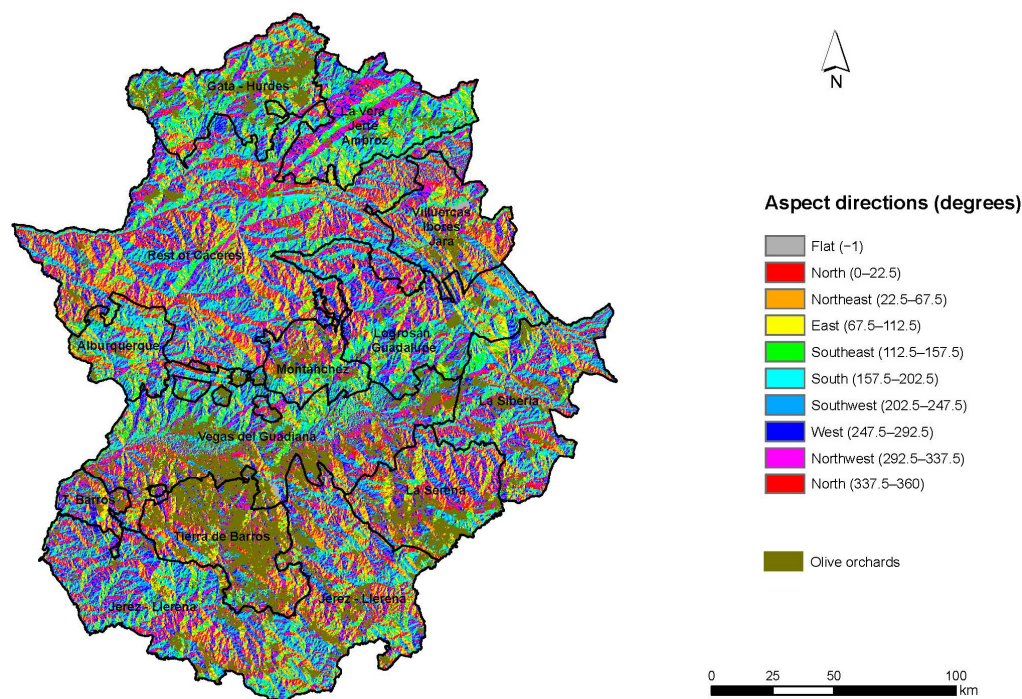 N
Gata - Hurdes
La Vera
Jerte
Ambroz
Villuercas
Ibores
Jara
Rest of Cáceres
Logrosán
Guadalupe
Alburquerque
Montánchez
La Siberia
Vegas del Guadiana
La Serena
T. Barros
Tierra de Barros
Jerez - Llerena
Jerez - Llerena
Aspect directions (degrees)
Flat (−1)
North (0–22.5)
Northeast (22.5–67.5)
East (67.5–112.5)
Southeast (112.5–157.5)
South (157.5–202.5)
Southwest (202.5–247.5)
West (247.5–292.5)
Northwest (292.5–337.5)
North (337.5–360)
Olive orchards
0 25 50 100
km